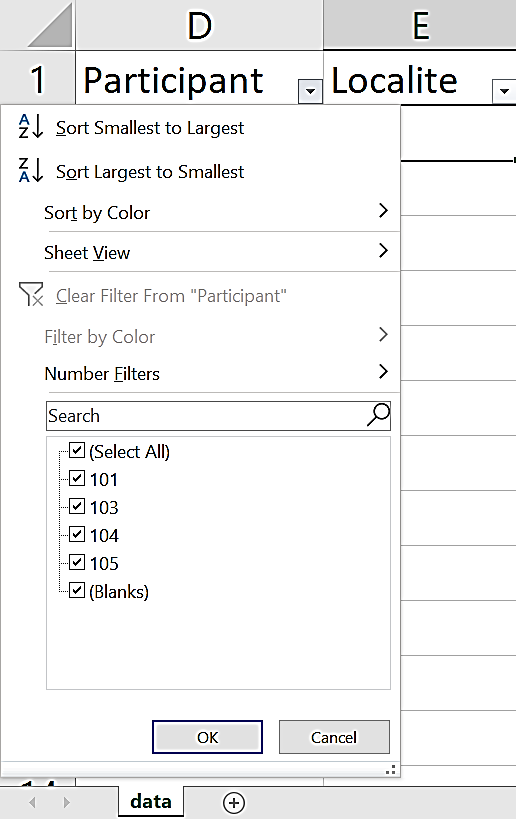 D E
1 Participant Localite
A
Z Sort Smallest to Largest
Z
A Sort Largest to Smallest
Sort by Color
Sheet View
Clear Filter From "Participant"
Filter by Color
Number Filters
Search
(Select All)
101
103
104
105
(Blanks)
OK Cancel
data